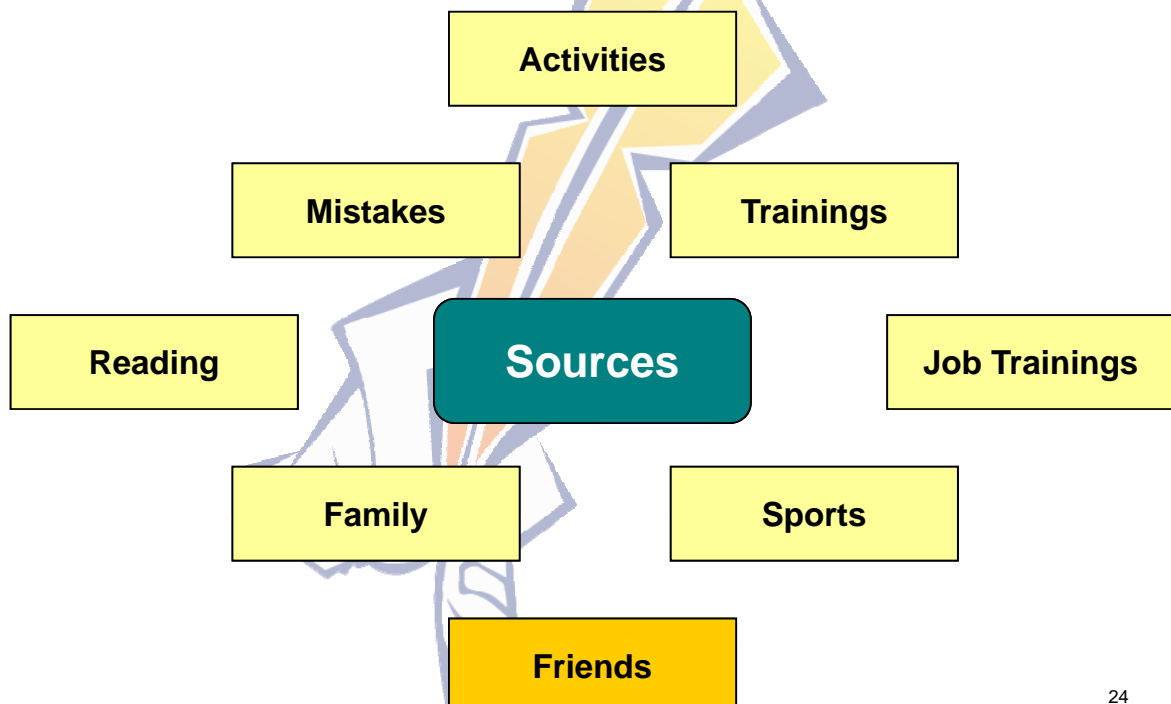 Activities
Mistakes
Trainings
Reading
Sources
Job Trainings
Family
Sports
Friends
24